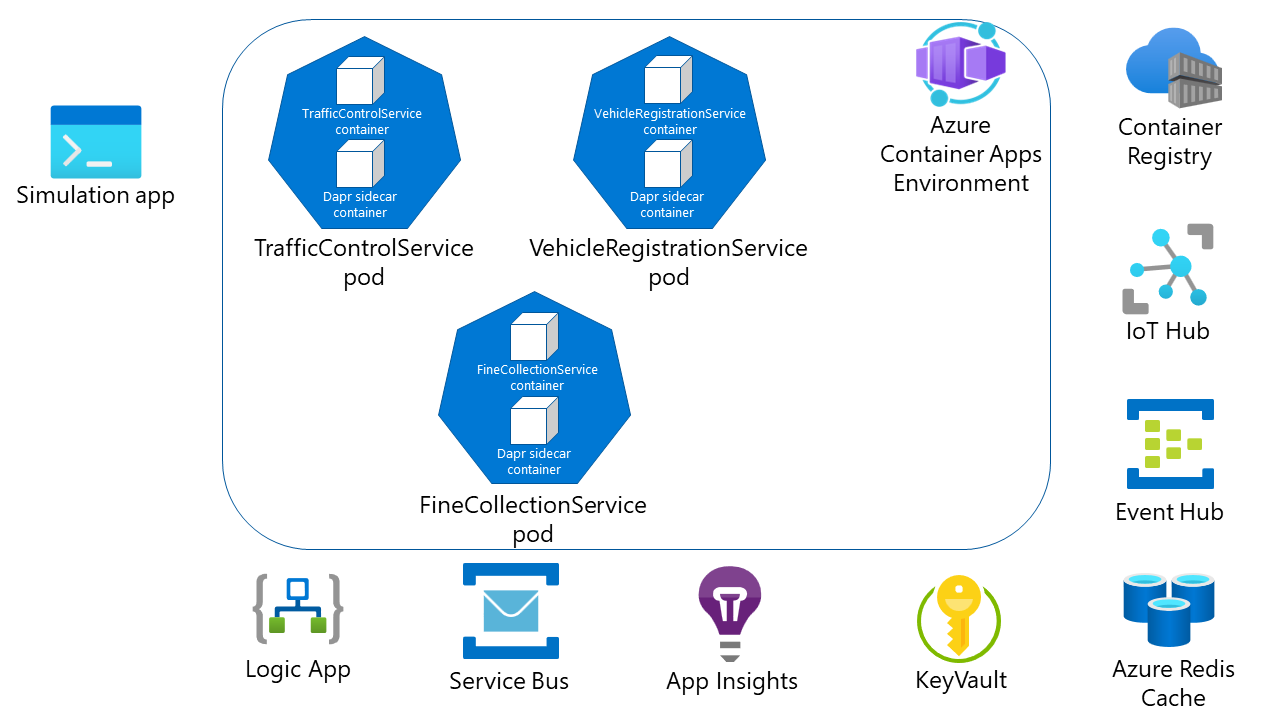 Simulation app
TrafficControlService
container
Dapr sidecar
container
TrafficControlService
pod
VehicleRegistrationService
container
Dapr sidecar
container
VehicleRegistrationService
pod
FineCollectionService
container
Dapr sidecar
container
FineCollectionService
pod
Azure
Container Apps
Environment
Container
Registry
IoT Hub
Event Hub
Logic App
Service Bus
App Insights
KeyVault
Azure Redis
Cache